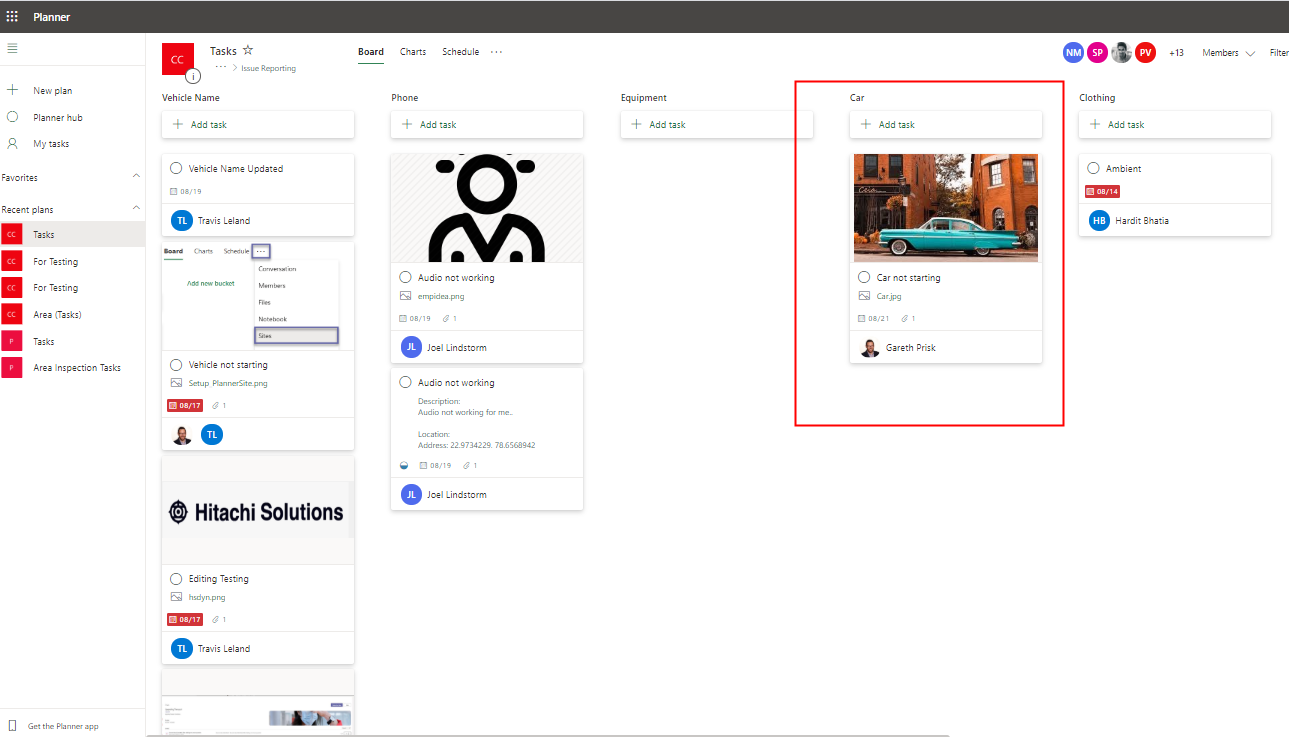 Planner
New plan
Planner hub
My tasks
Favorites
Recent plans
CC Tasks
CC For Testing
CC For Testing
CC Area (Tasks)
P Tasks
P Area Inspection Tasks
Get the Planner app
CC
Tasks
··· > Issue Reporting
Board Charts Schedule ···
NM SP PV +13 Members Filter
Vehicle Name
+ Add task
Vehicle Name Updated
08/19
TL Travis Leland
Board Charts Schedule ···
Add new bucket
Conversation
Members
Files
Notebook
Sites
Vehicle not starting
Setup PlannerSite.png
08/17 1
TL
Hitachi Solutions
Editing Testing
hsdyn.png
08/17 1
TL Travis Leland
Phone
+ Add task
Audio not working
empidea.png
08/19 1
JL Joel Lindstorm
Audio not working
Description:
Audio not working for me..
Location:
Address: 22.9734229. 78.6568942
08/19 1
JL Joel Lindstorm
Equipment
+ Add task
Car
+ Add task
Car not starting
Car.jpg
08/21 1
Gareth Prisk
Clothing
+ Add task
Ambient
08/14
HB Hardit Bhatia